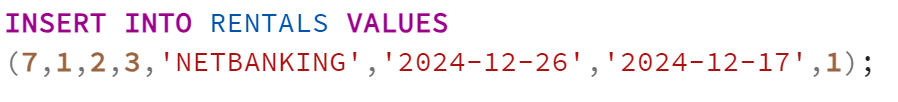 INSERT INTO RENTALS VALUES
(7,1,2,3,'NETBANKING','2024-12-26','2024-12-17',1);